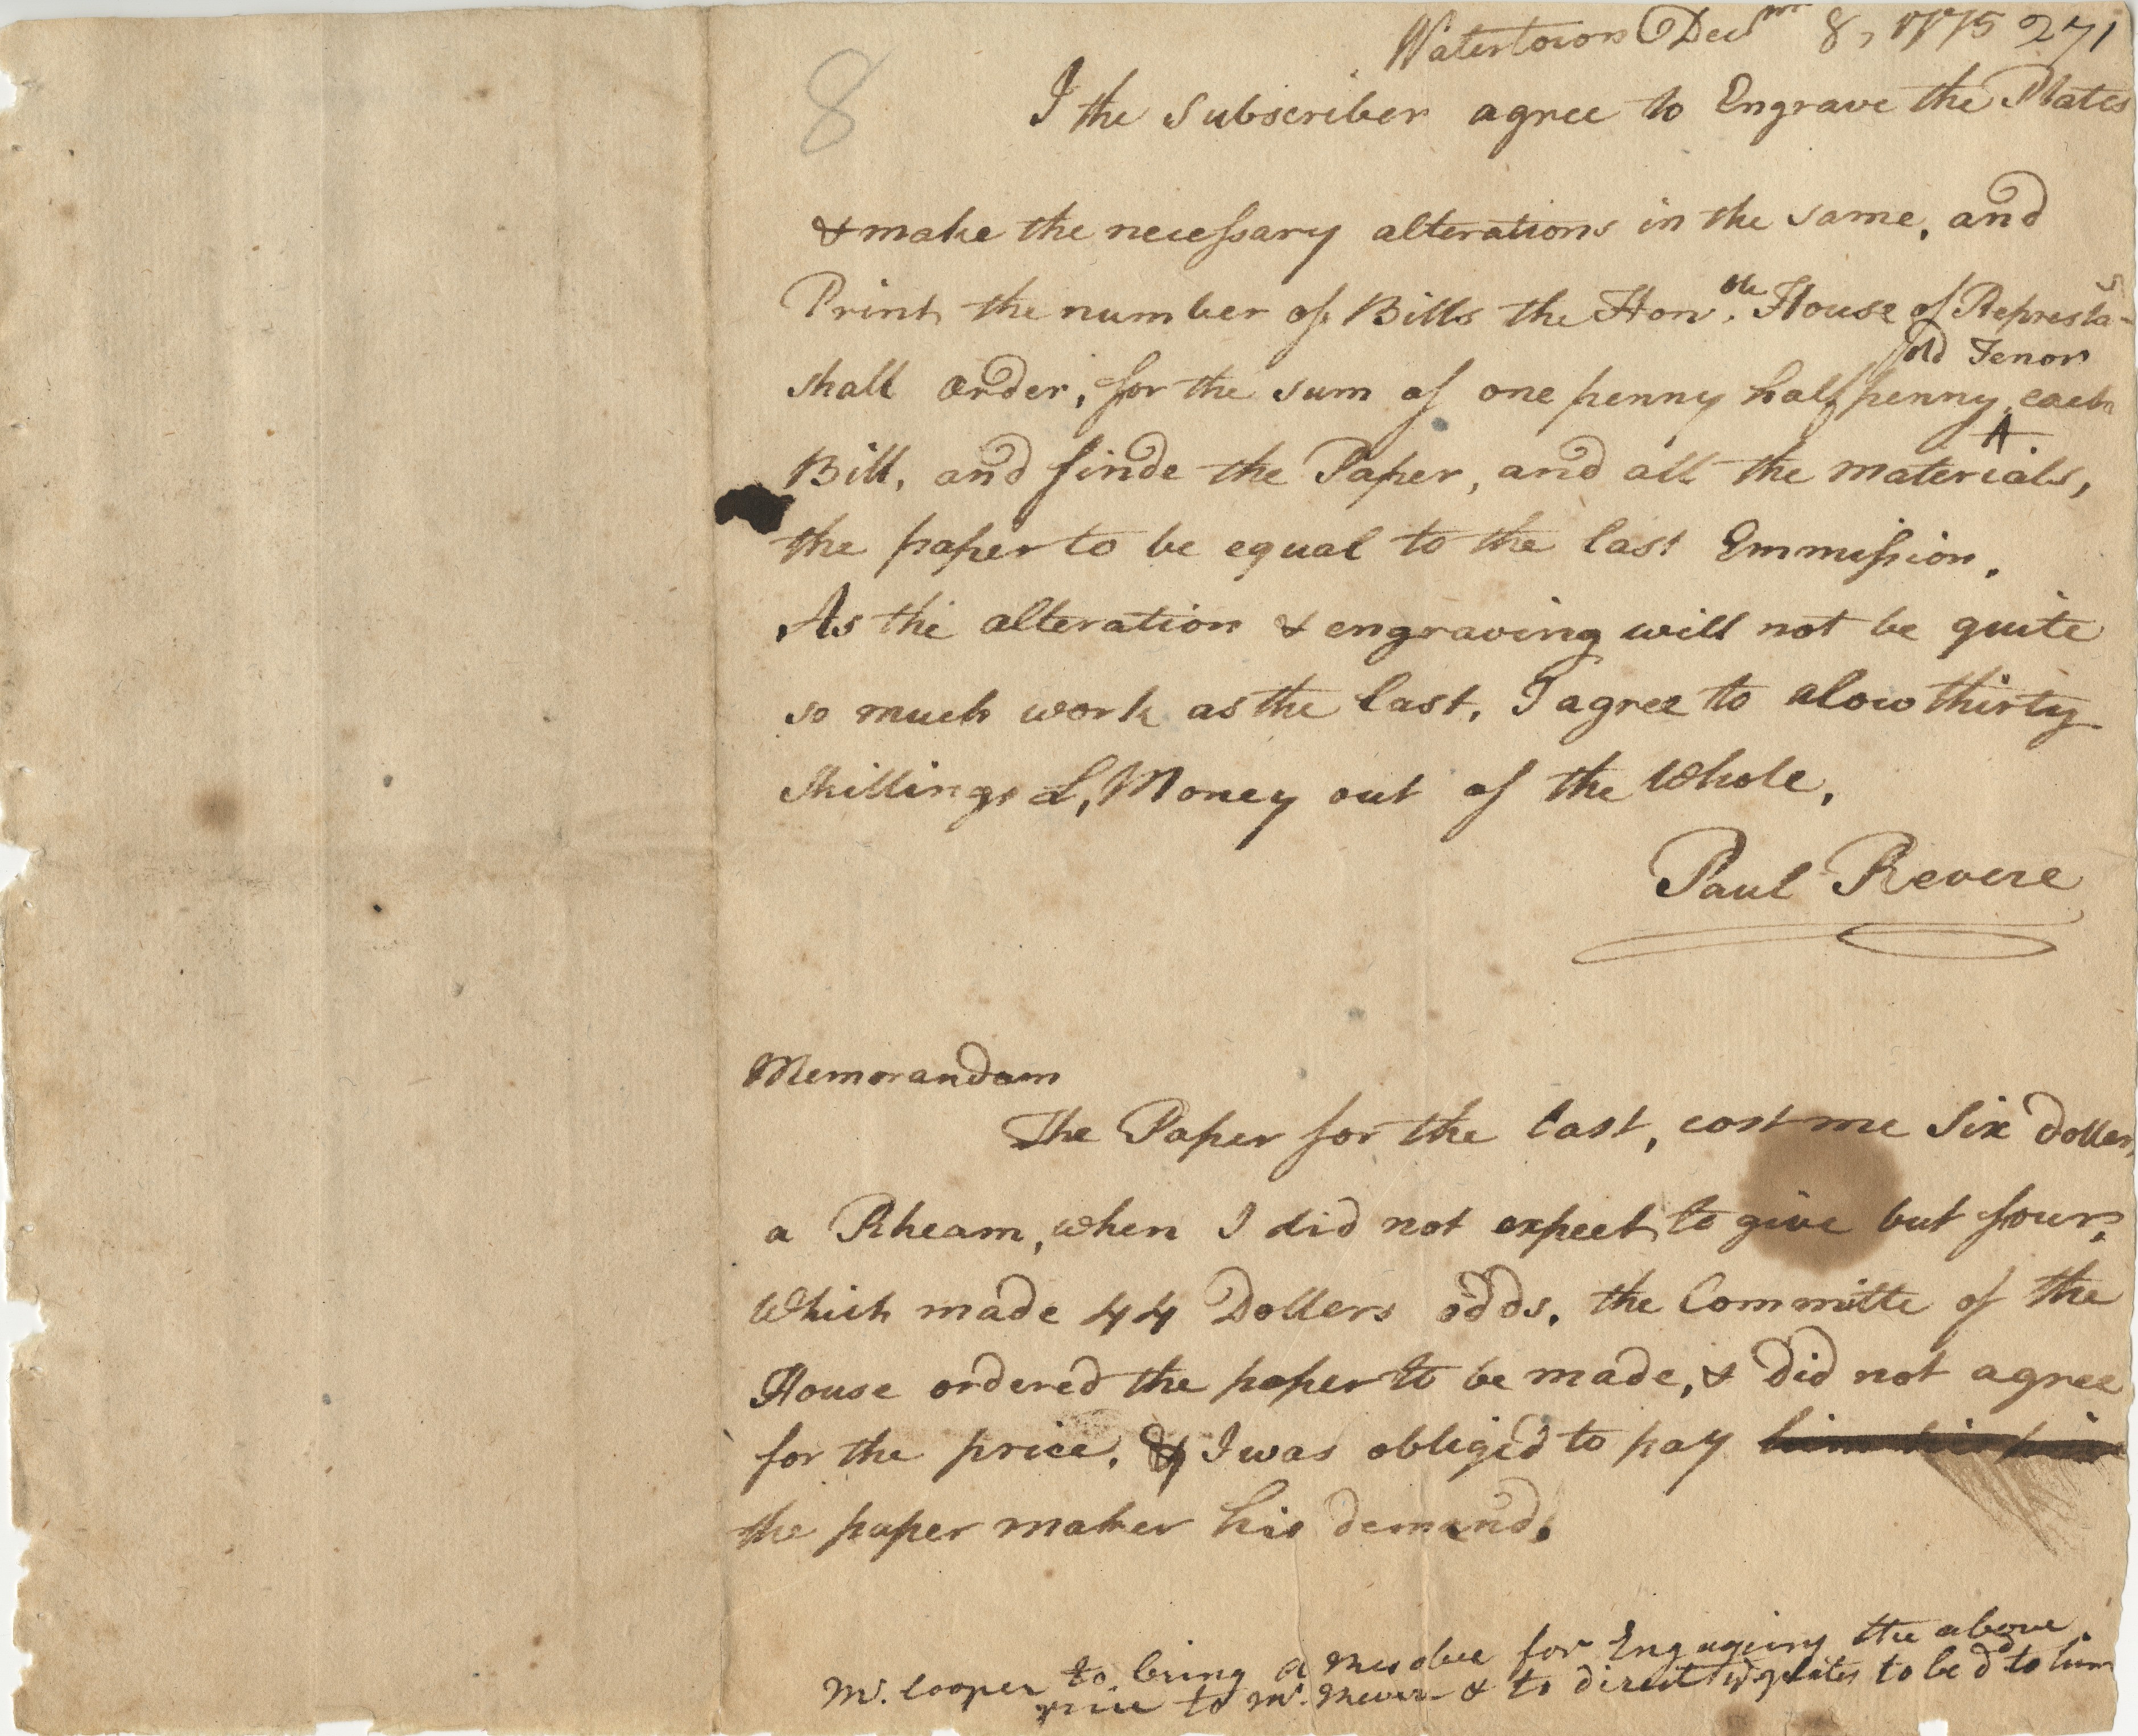 Watertown Decmr 8, 1775 271
8
I the Subscriber agree to Engrave the Plates
& make the necessary alterations in the same, and
Print the number of Bills the Honble. House of Represtas
shall order, for the sum of one penny half penny ^ old Tenor each
Bill, and finde the Paper, and all the materials,
the paper to be equal to the last Emmission.
As the alteration & engraving will not be quite
so much work as the last, I agree to alow thirty
Shillings L, Money out of the Whole.
Paul Revere
Memorandom
The Paper for the last, cost me Six Dollers
a Rheam, when I did not expect to give but four,
Which made 44 Dollers odds. the Committe of the
House ordered the paper to be made, & did not agree
for the price. & I was obliged to pay
the paper maker his demand.
Mr. Cooper to bring a Resolve for Engageing the above
to Mr. Revere & to direct ye plates to be dd to him